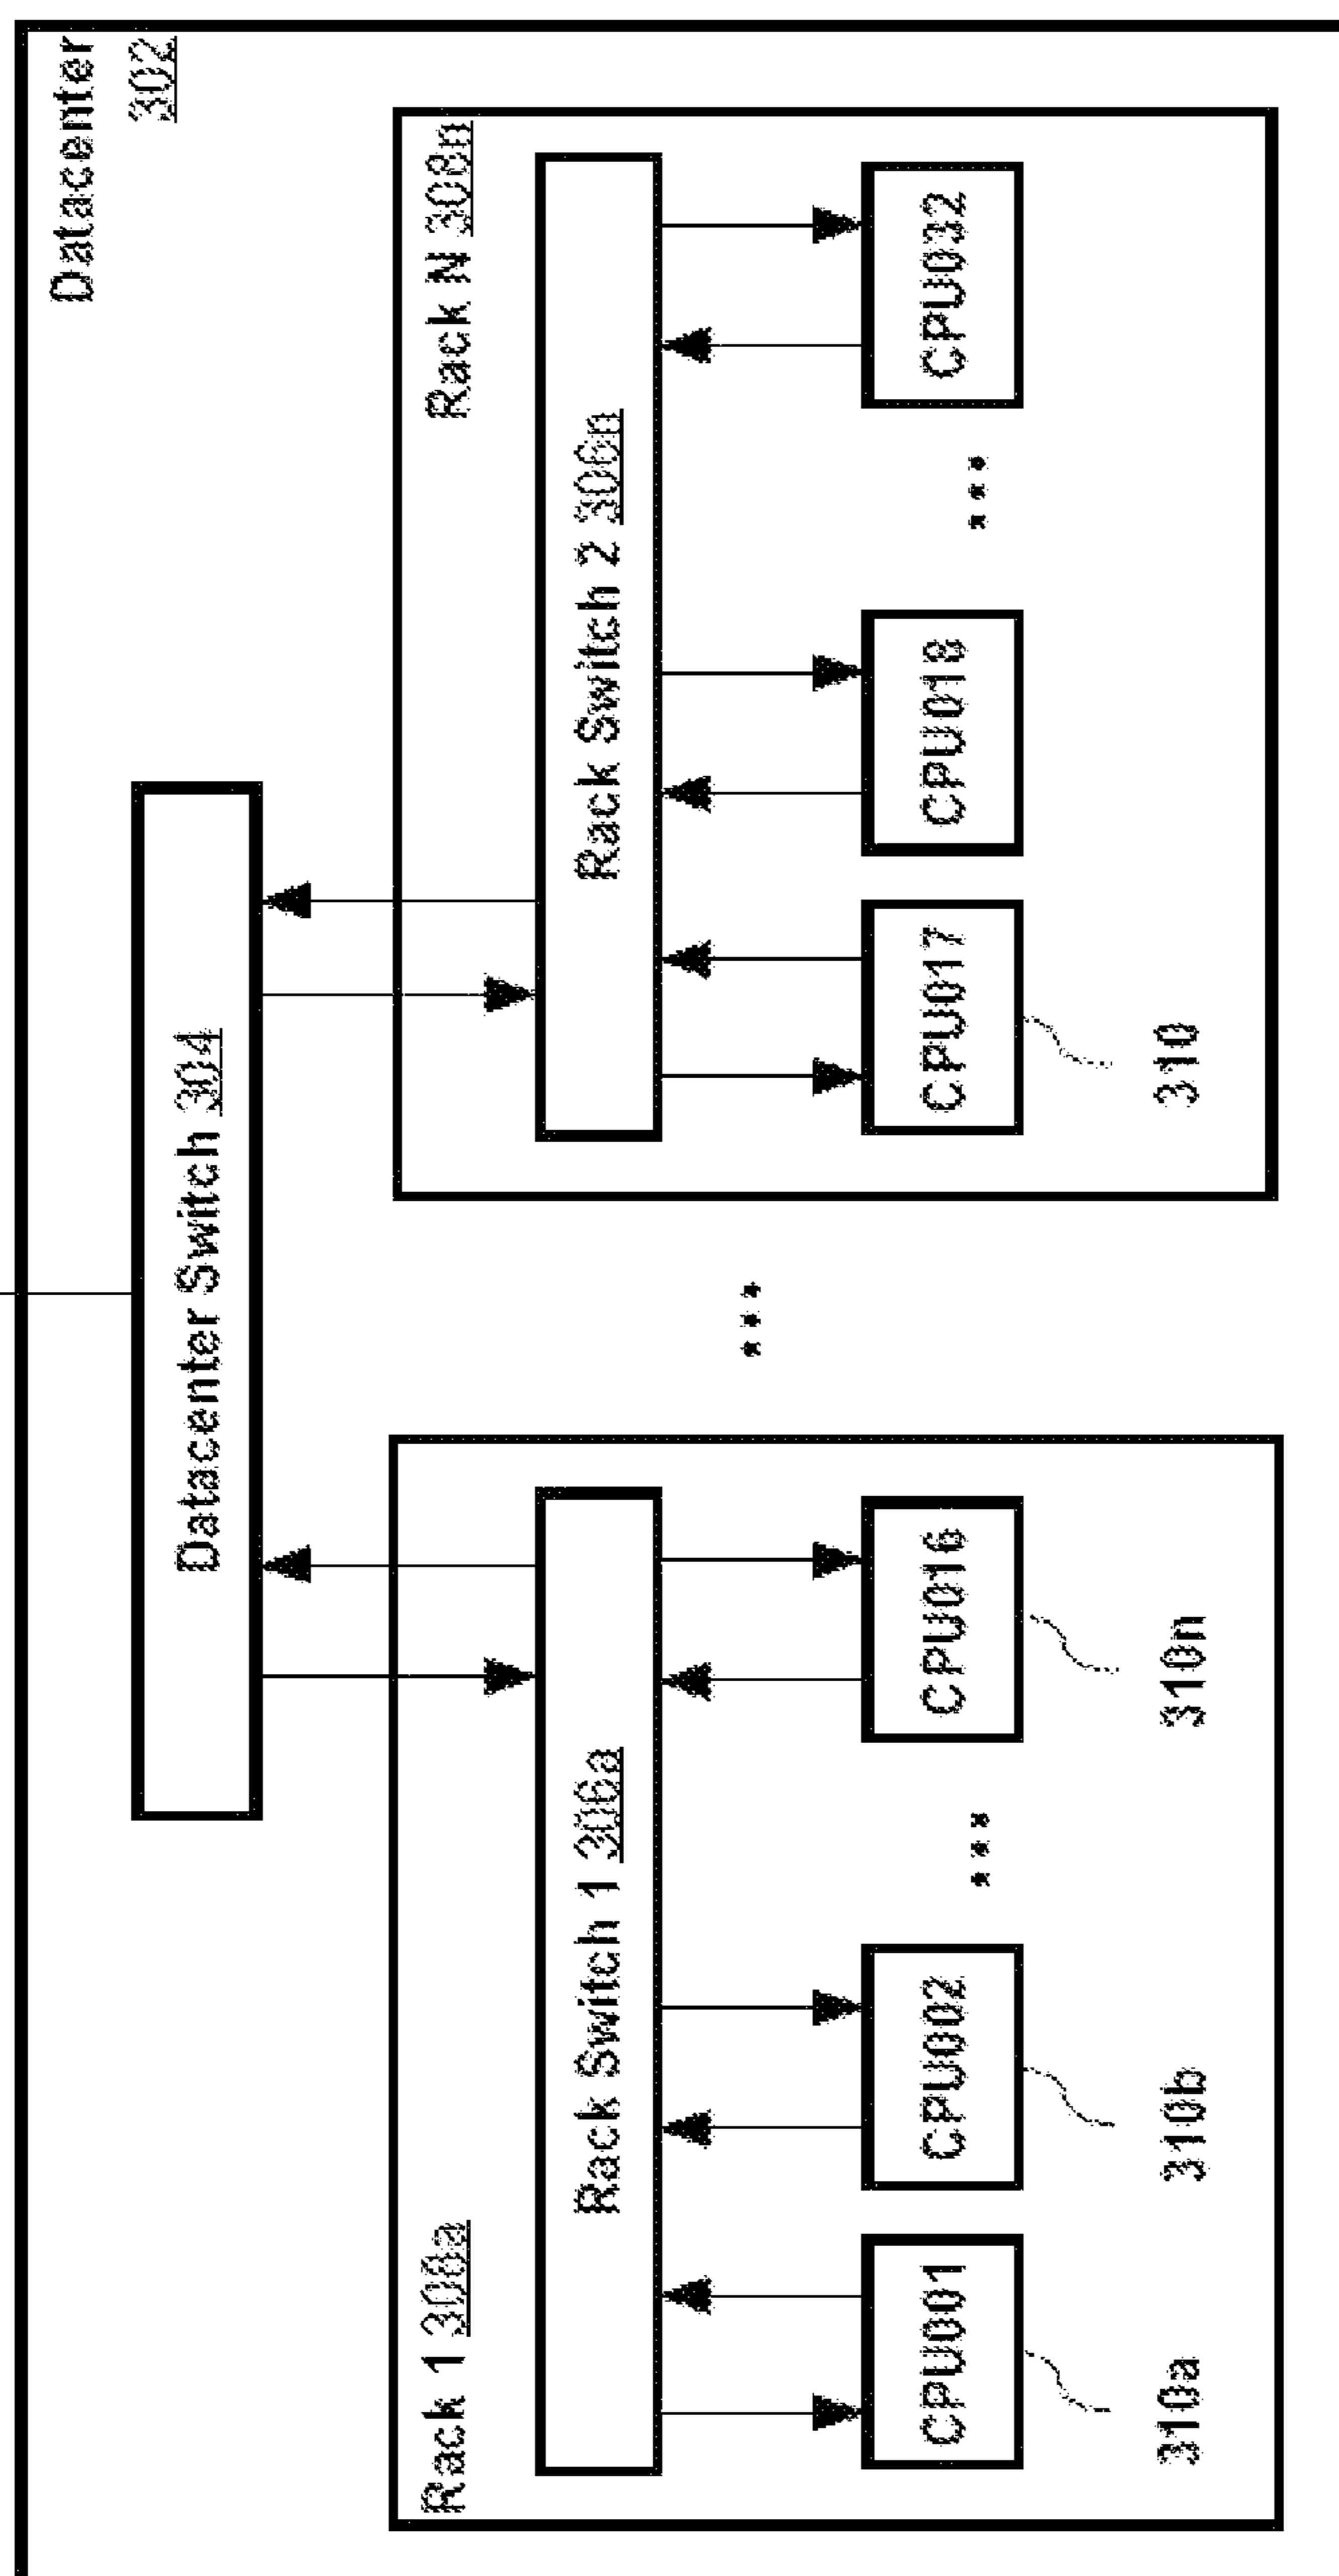 Datacenter
302
Datacenter Switch 304
Rack 1 308a
Rack N 308n
Rack Switch 1 306a
Rack Switch 2 306n
CPU001
CPU002
CPU016
CPU017
CPU018
CPU032
310a
310b
310n
310